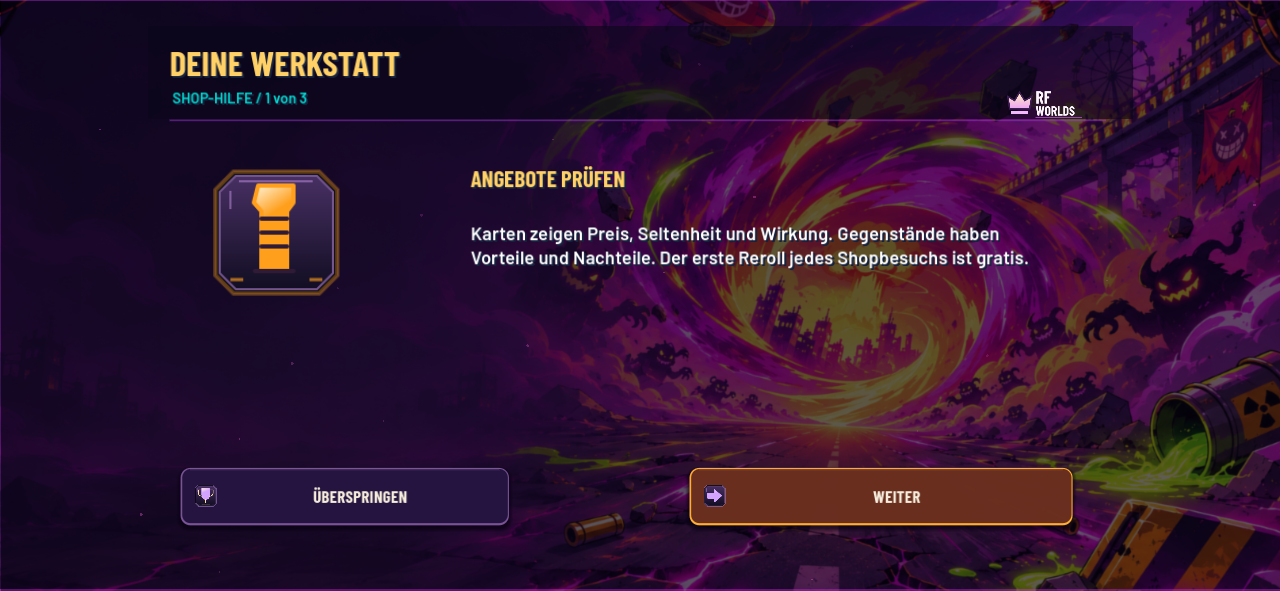 DEINE WERKSTATT
SHOP-HILFE / 1 von 3
RF
WORLDS
ANGEBOTE PRÜFEN
Karten zeigen Preis, Seltenheit und Wirkung. Gegenstände haben
Vorteile und Nachteile. Der erste Reroll jedes Shopbesuchs ist gratis.
ÜBERSPRINGEN
WEITER